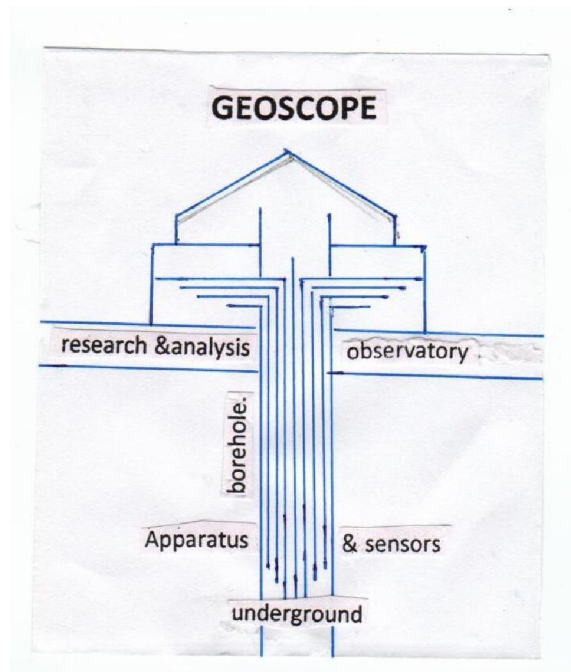 GEOSCOPE
research &analysis
observatory
borehole.
Apparatus
& sensors
underground